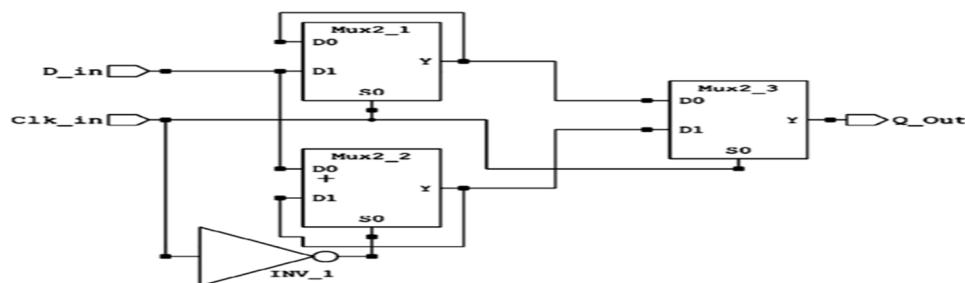 Mux2_1
D0
D_in
D1
Y
S0
Mux2_3
D0
Clk_in
D1
Y
Q_Out
S0
Mux2_2
D0
+
D1
Y
S0
INV_1